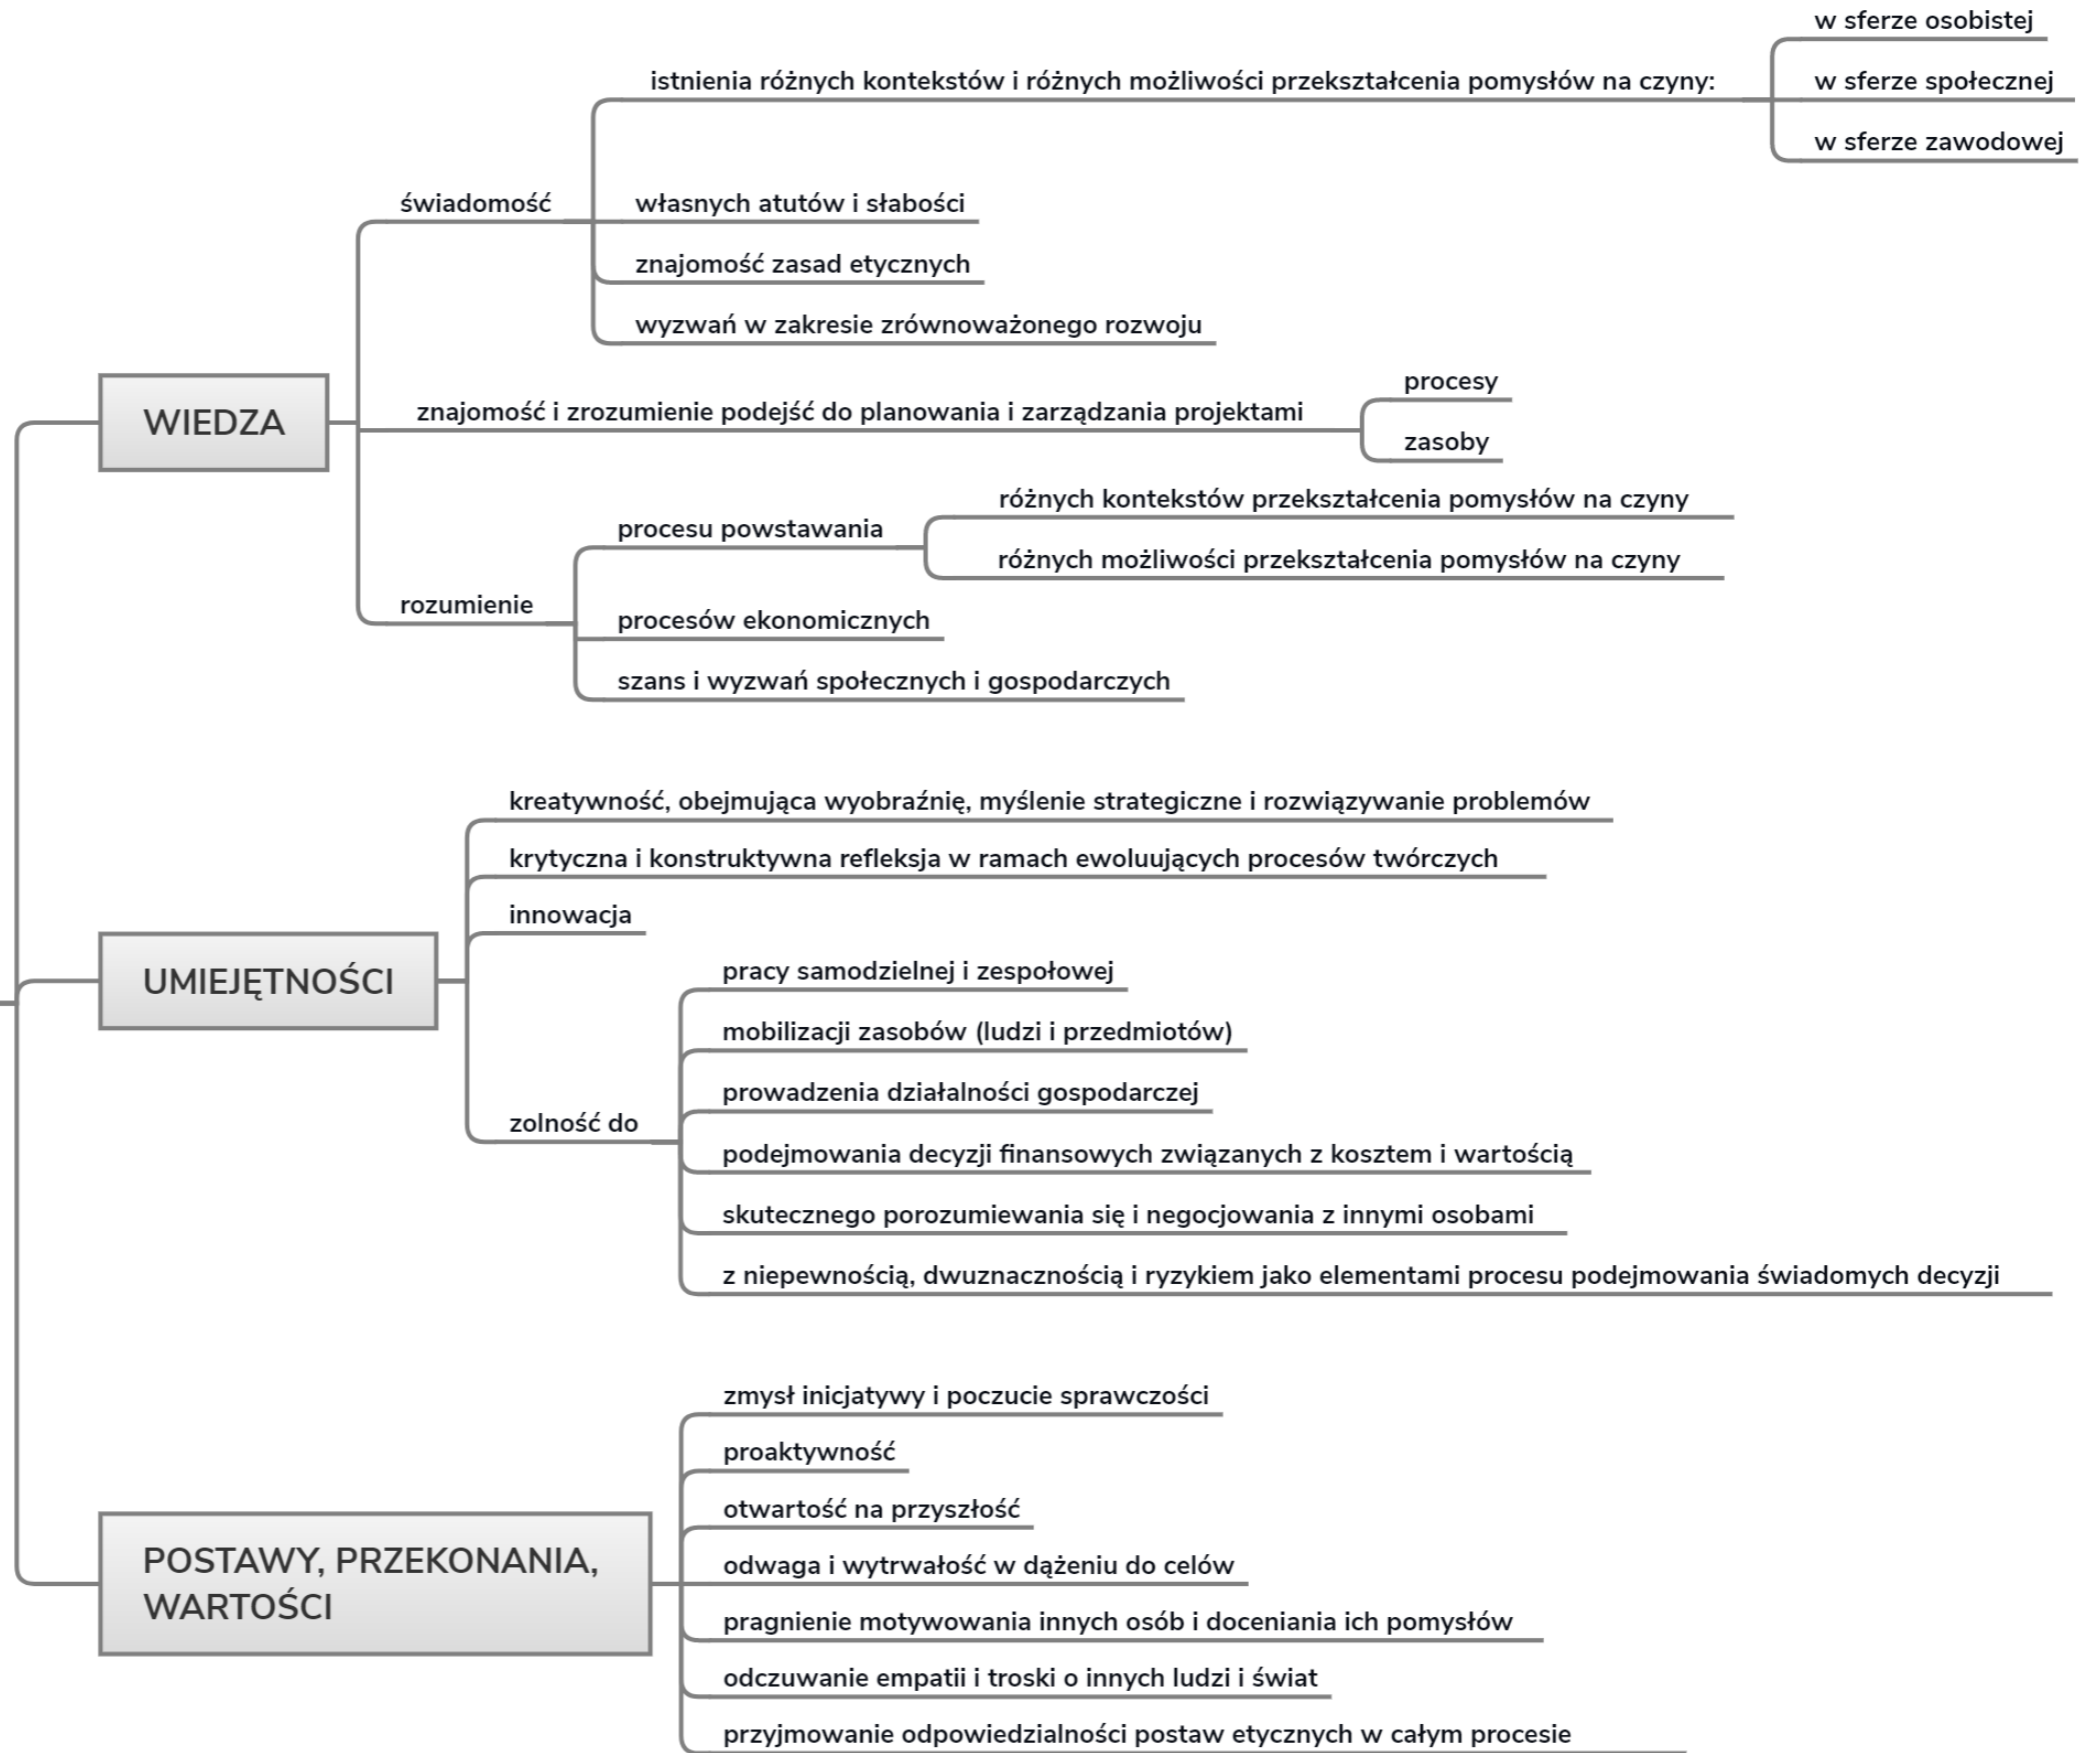 WIEDZA
świadomość
istnienia różnych kontekstów i różnych możliwości przekształcenia pomysłów na czyny:
w sferze osobistej
w sferze społecznej
w sferze zawodowej
własnych atutów i słabości
znajomość zasad etycznych
wyzwań w zakresie zrównoważonego rozwoju
znajomość i zrozumienie podejść do planowania i zarządzania projektami
procesy
zasoby
rozumienie
procesu powstawania
różnych kontekstów przekształcenia pomysłów na czyny
różnych możliwości przekształcenia pomysłów na czyny
procesów ekonomicznych
szans i wyzwań społecznych i gospodarczych
UMIEJĘTNOŚCI
kreatywność, obejmująca wyobraźnię, myślenie strategiczne i rozwiązywanie problemów
krytyczna i konstruktywna refleksja w ramach ewoluujących procesów twórczych
innowacja
zolność do
pracy samodzielnej i zespołowej
mobilizacji zasobów (ludzi i przedmiotów)
prowadzenia działalności gospodarczej
podejmowania decyzji finansowych związanych z kosztem i wartością
skutecznego porozumiewania się i negocjowania z innymi osobami
z niepewnością, dwuznacznością i ryzykiem jako elementami procesu podejmowania świadomych decyzji
POSTAWY, PRZEKONANIA,
WARTOŚCI
zmysł inicjatywy i poczucie sprawczości
proaktywność
otwartość na przyszłość
odwaga i wytrwałość w dążeniu do celów
pragnienie motywowania innych osób i doceniania ich pomysłów
odczuwanie empatii i troski o innych ludzi i świat
przyjmowanie odpowiedzialności postaw etycznych w całym procesie